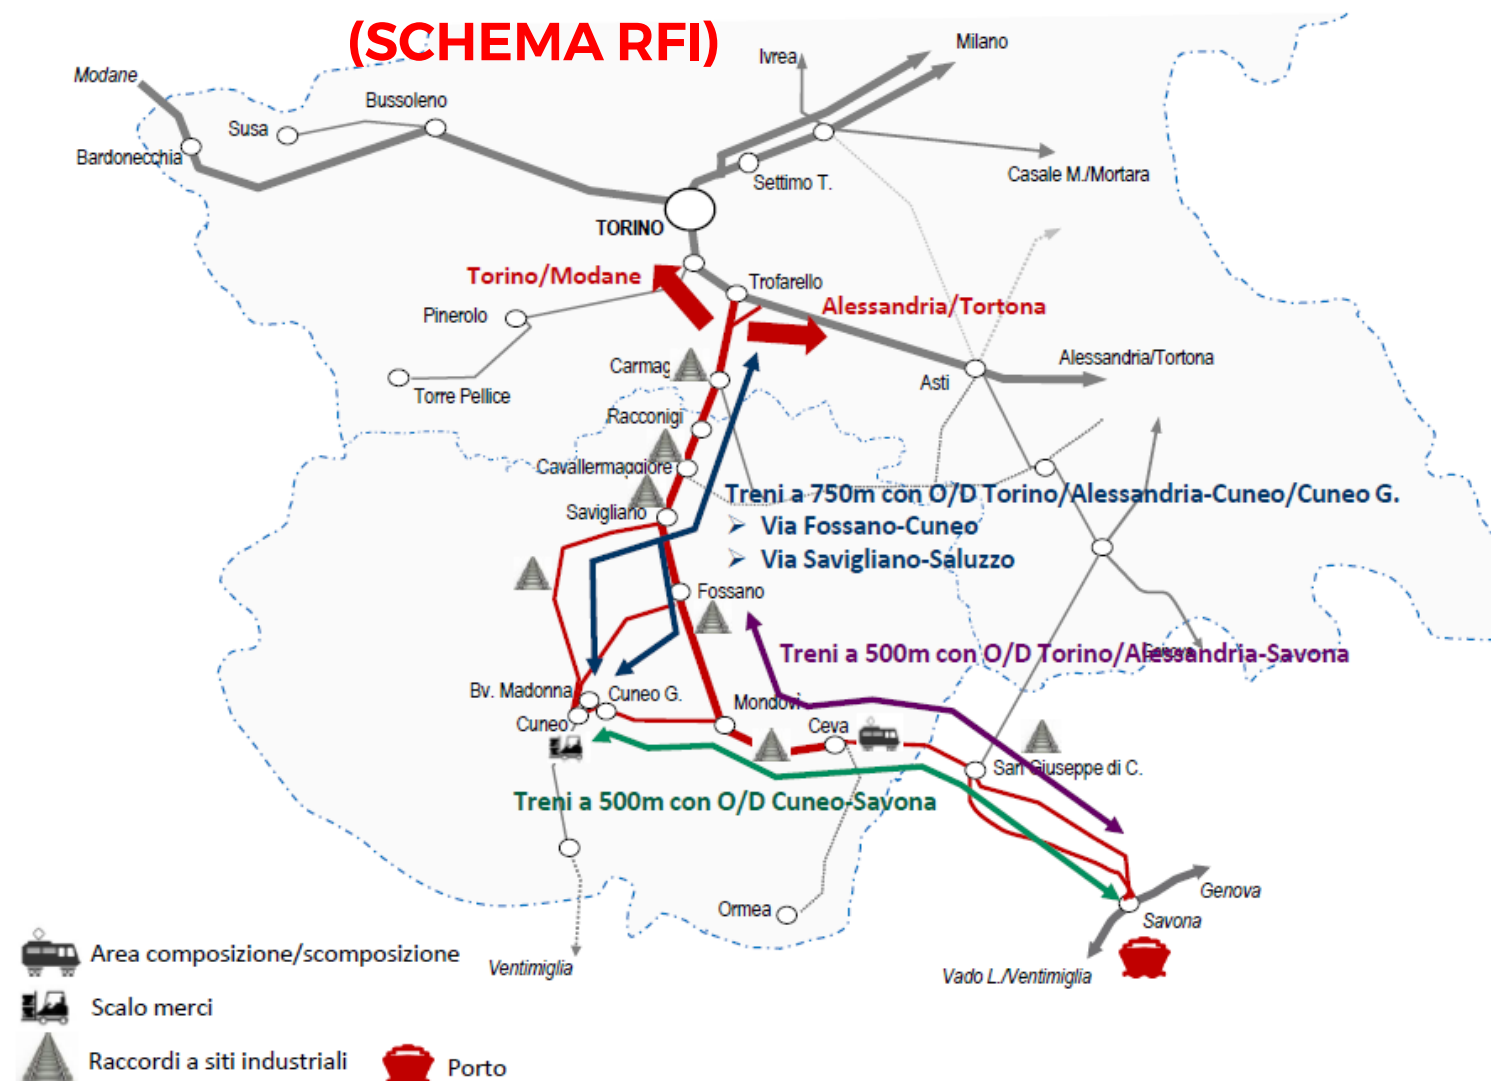 (SCHEMA RFI)
Milano
Ivrea
Modane
Bussoleno
Susa
Bardonecchia
Casale M./Mortara
Settimo T.
TORINO
Torino/Modane
Trofarello
Alessandria/Tortona
Pinerolo
Alessandria/Tortona
Carmag
Asti
Torre Pellice
Racconigi
Cavallermaggiore
Treni a 750m con O/D Torino/Alessandria-Cuneo/Cuneo G.
Savigliano
➢ Via Fossano-Cuneo
➢ Via Savigliano-Saluzzo
Fossano
Genova
Treni a 500m con O/D Torino/Alessandria-Savona
Bv. Madonna
Cuneo G.
Mondovì
Cuneo
Ceva
San Giuseppe di C.
Treni a 500m con O/D Cuneo-Savona
Genova
Ormea
Savona
Area composizione/scomposizione
Ventimiglia
Vado L./Ventimiglia
Scalo merci
Raccordi a siti industriali
Porto